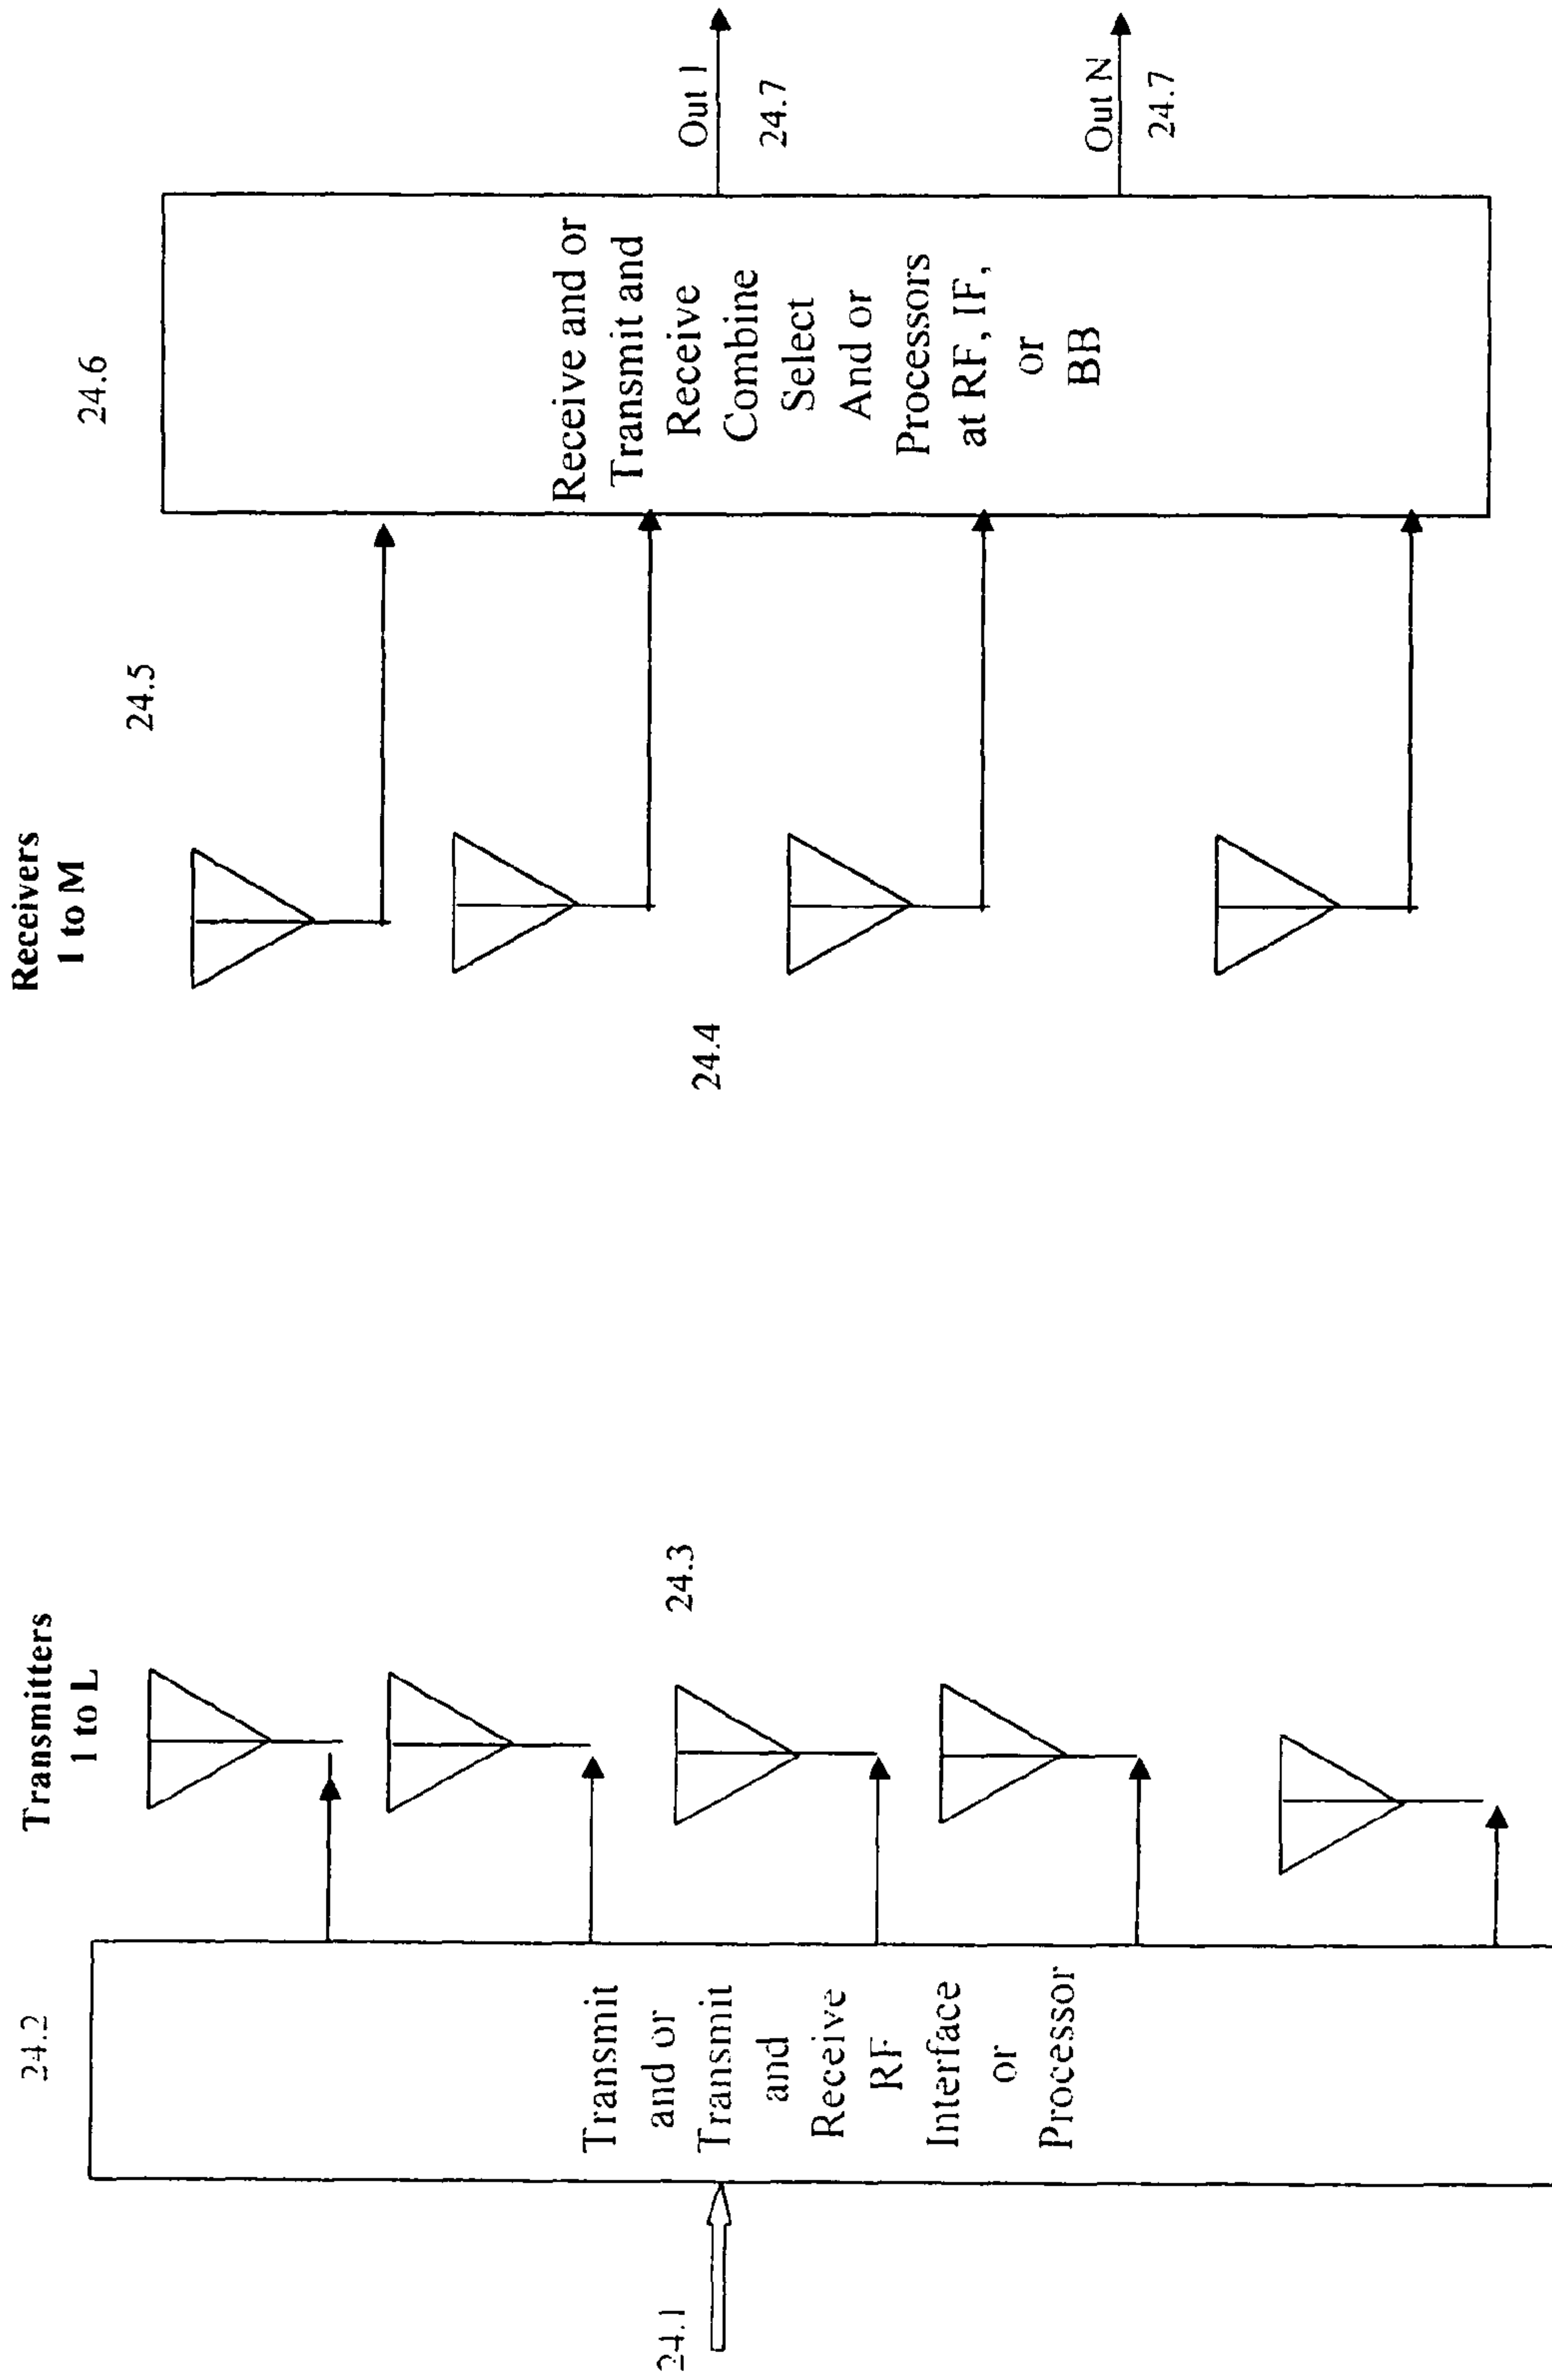 24.1
24.2
Transmit
and or
Transmit
and
Receive
RF
Interface
or
Processor
Transmitters
1 to L
24.3
24.4
Receivers
1 to M
24.5
24.6
Receive and or
Transmit and
Receive
Combine
Select
And or
Processors
at RF, IF,
or
BB
Out 1
24.7
Out N
24.7